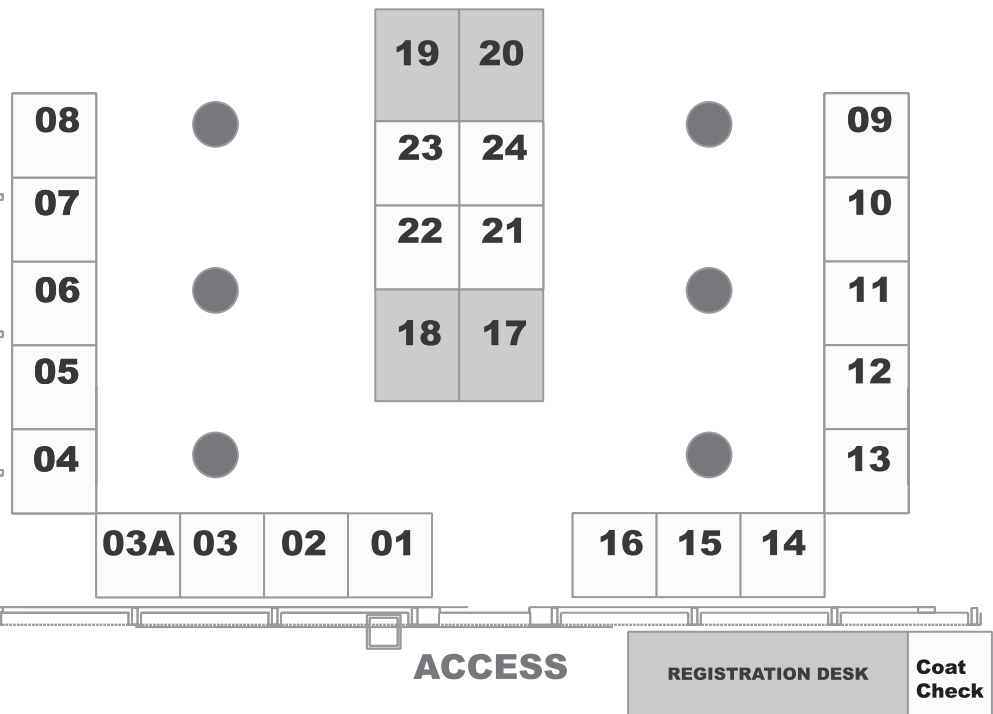 19 20
08 09
23 24
07 10
22 21
06 11
18 17
05 12
04 13
03A 03 02 01 16 15 14
ACCESS
REGISTRATION DESK
Coat
Check